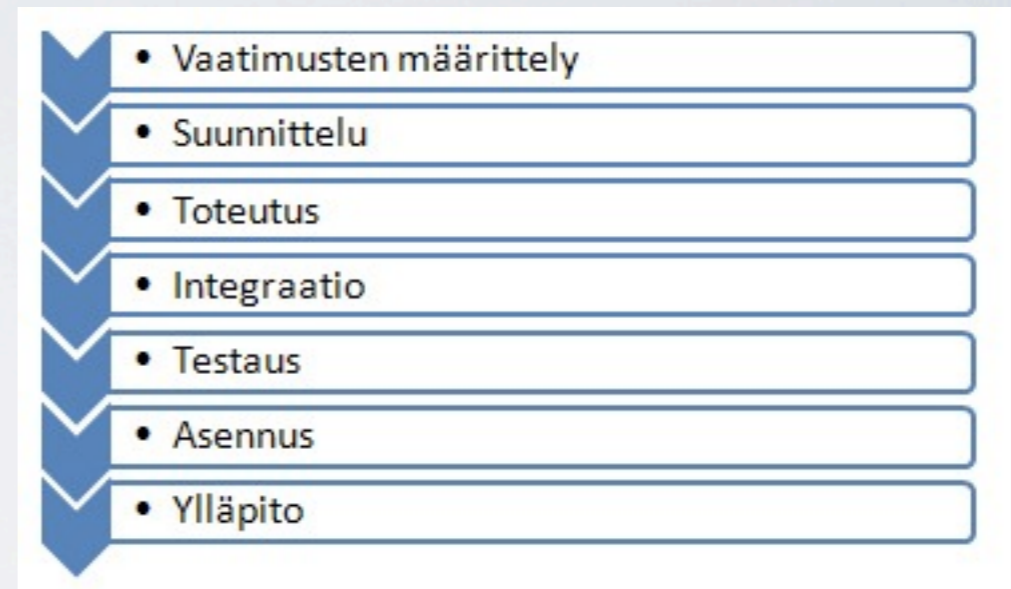 • Vaatimusten määrittely
• Suunnittelu
• Toteutus
• Integraatio
• Testaus
• Asennus
• Ylläpito